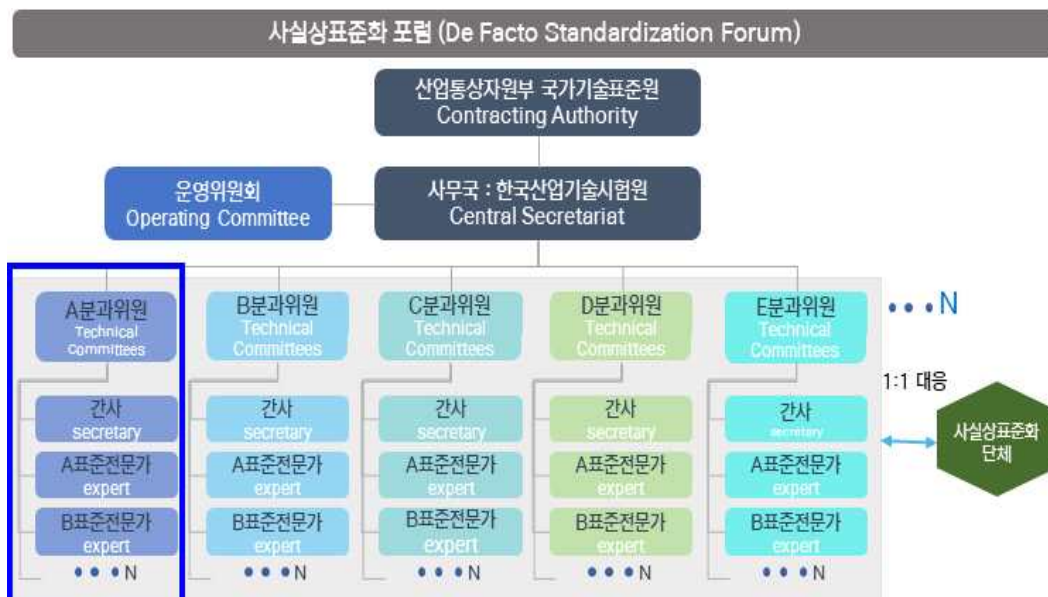 사실상표준화 포럼 (De Facto Standardization Forum)
산업통상자원부 국가기술표준원
Contracting Authority
운영위원회
Operating Committee
사무국 : 한국산업기술시험원
Central Secretariat
A분과위원
Technical
Committees
B분과위원
Technical
Committees
C분과위원
Technical
Committees
D분과위원
Technical
Committees
E분과위원
Technical
Committees
• • • N
1:1 대응
간사
secretary
간사
secretary
간사
secretary
간사
secretary
간사
secretary
사실상표준화
단체
A표준전문가
expert
A표준전문가
expert
A표준전문가
expert
A표준전문가
expert
A표준전문가
expert
B표준전문가
expert
B표준전문가
expert
B표준전문가
expert
B표준전문가
expert
B표준전문가
expert
• • • N
• • • N
• • • N
• • • N
• • • N